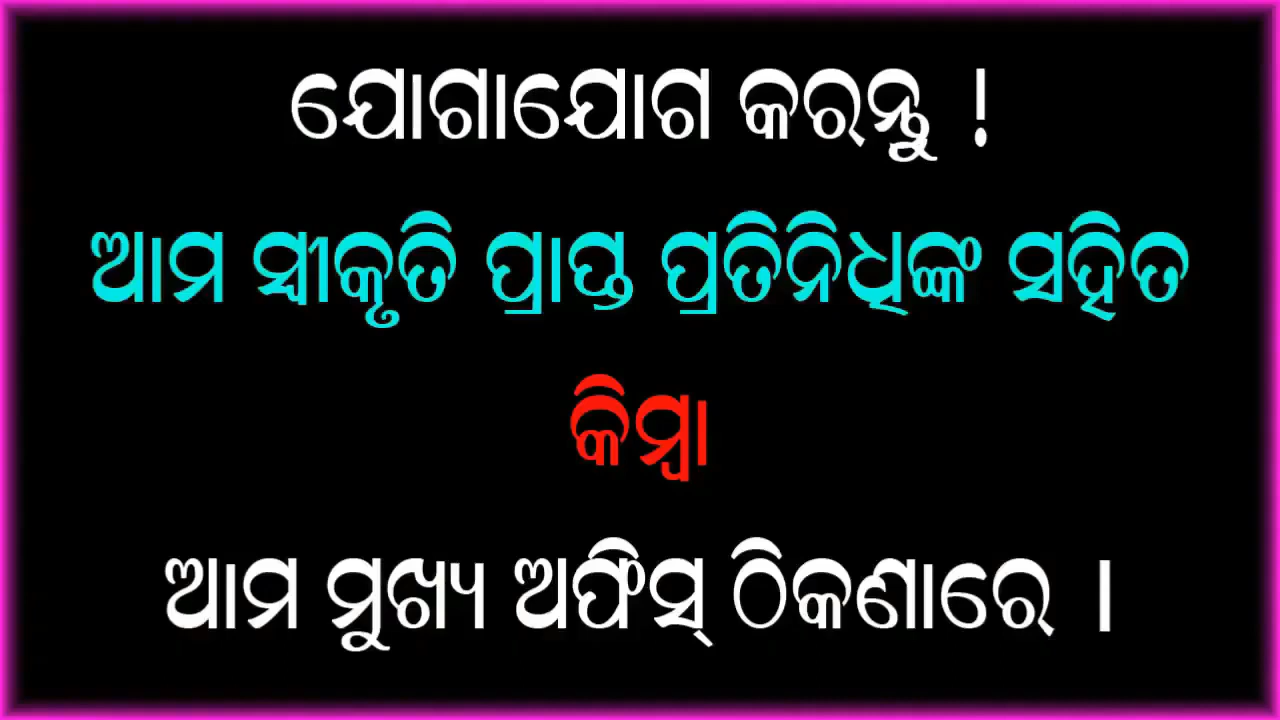 ଯୋଗାଯୋଗ କରନ୍ତୁ !
ଆମ ସ୍ୱୀକୃତି ପ୍ରାପ୍ତ ପ୍ରତିନିଧିଙ୍କ ସହିତ
କିମ୍ବା
ଆମ ମୁଖ୍ୟ ଅଫିସ୍ ଠିକଣାରେ ।